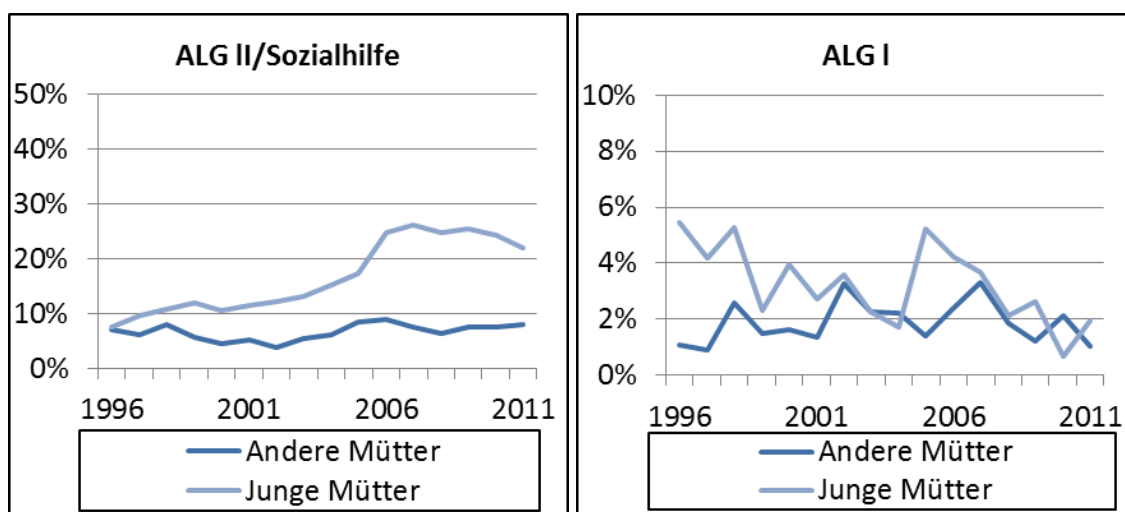 ALG II/Sozialhilfe
50%
40%
30%
20%
10%
0%
1996 2001 2006 2011
Andere Mütter
Junge Mütter
ALG I
10%
8%
6%
4%
2%
0%
1996 2001 2006 2011
Andere Mütter
Junge Mütter